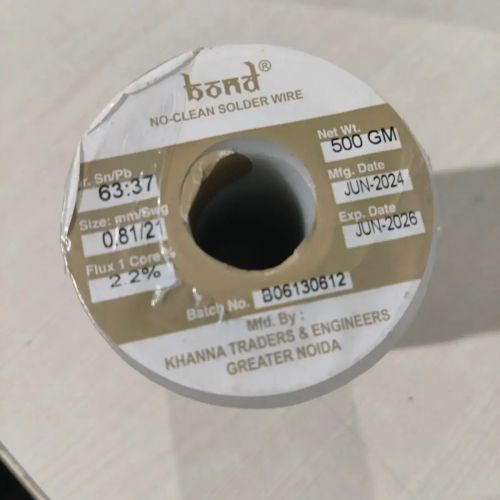 bond®
NO-CLEAN SOLDER WIRE
Net Wt.
500 GM
Sn/Pb
63:37
Mfg. Date
JUN-2024
Size: mm/Swg
0.81/21
Exp. Date
JUN-2026
Flux 1 Core
2.2%
Batch No. B06130612
Mfd. By :
KHANNA TRADERS & ENGINEERS
GREATER NOIDA